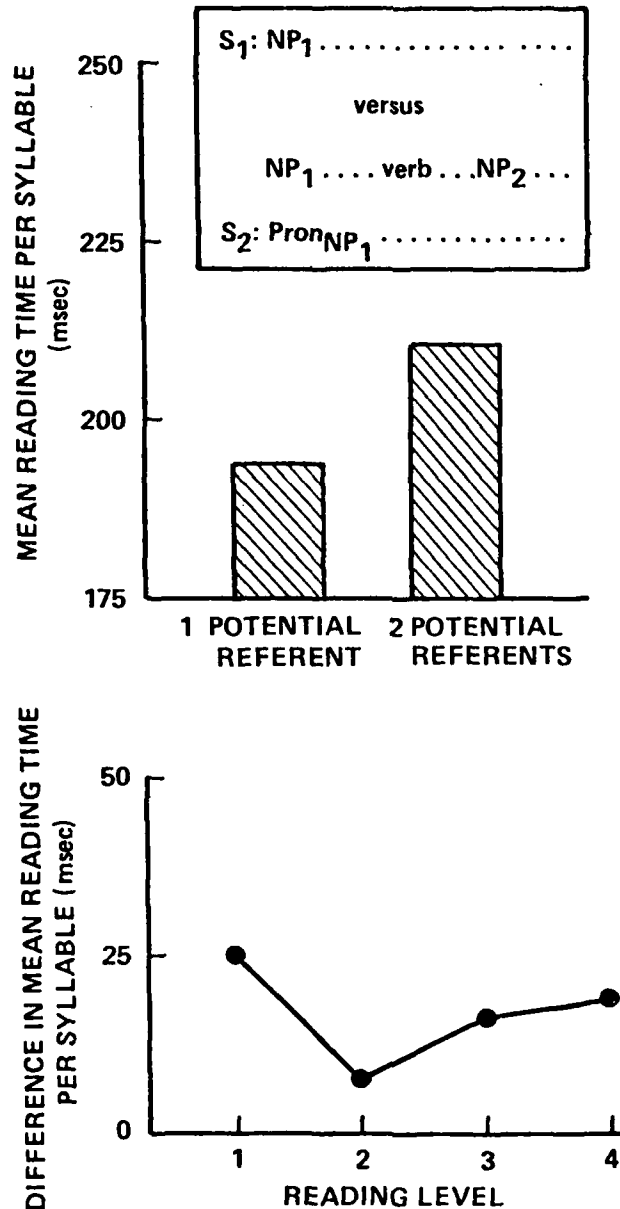 S1: NP1 . . . . . . . . . . . . . . . . . . . .
versus
NP1 . . . . verb . . . NP2 . . .
S2: PronNP1 . . . . . . . . . . . . . .
MEAN READING TIME PER SYLLABLE
(msec)
250
225
200
175
1 POTENTIAL
REFERENT
2 POTENTIAL
REFERENTS
DIFFERENCE IN MEAN READING TIME
PER SYLLABLE (msec)
50
25
0
1 2 3 4
READING LEVEL